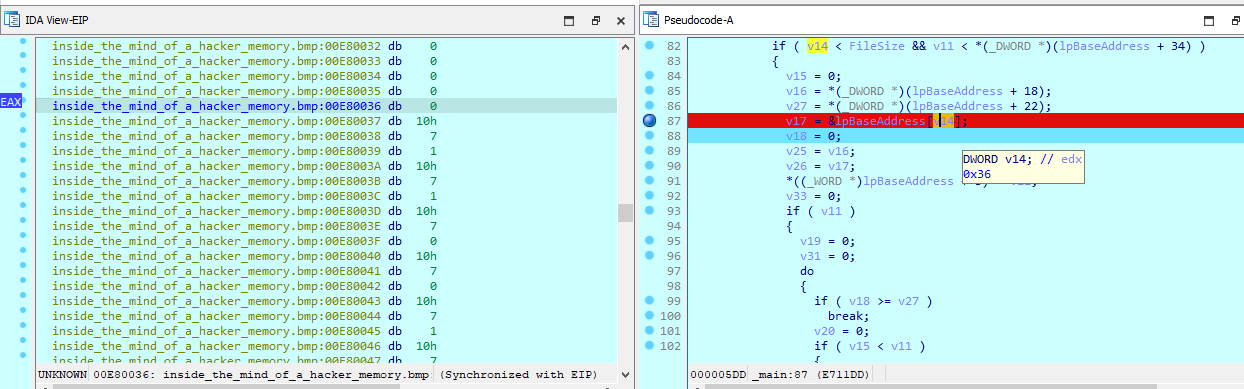 IDA View-EIP
inside_the_mind_of_a_hacker_memory.bmp:00E80032 db 0
inside_the_mind_of_a_hacker_memory.bmp:00E80033 db 0
inside_the_mind_of_a_hacker_memory.bmp:00E80034 db 0
inside_the_mind_of_a_hacker_memory.bmp:00E80035 db 0
EAX inside_the_mind_of_a_hacker_memory.bmp:00E80036 db 0
inside_the_mind_of_a_hacker_memory.bmp:00E80037 db 10h
inside_the_mind_of_a_hacker_memory.bmp:00E80038 db 7
inside_the_mind_of_a_hacker_memory.bmp:00E80039 db 1
inside_the_mind_of_a_hacker_memory.bmp:00E8003A db 10h
inside_the_mind_of_a_hacker_memory.bmp:00E8003B db 7
inside_the_mind_of_a_hacker_memory.bmp:00E8003C db 1
inside_the_mind_of_a_hacker_memory.bmp:00E8003D db 10h
inside_the_mind_of_a_hacker_memory.bmp:00E8003E db 7
inside_the_mind_of_a_hacker_memory.bmp:00E8003F db 0
inside_the_mind_of_a_hacker_memory.bmp:00E80040 db 10h
inside_the_mind_of_a_hacker_memory.bmp:00E80041 db 7
inside_the_mind_of_a_hacker_memory.bmp:00E80042 db 0
inside_the_mind_of_a_hacker_memory.bmp:00E80043 db 10h
inside_the_mind_of_a_hacker_memory.bmp:00E80044 db 7
inside_the_mind_of_a_hacker_memory.bmp:00E80045 db 1
inside_the_mind_of_a_hacker_memory.bmp:00E80046 db 10h
inside_the_mind_of_a_hacker_memory.bmp:00E80047 db 7
UNKNOWN 00E80036: inside_the_mind_of_a_hacker_memory.bmp (Synchronized with EIP)
Pseudocode-A
82 if ( v14 < FileSize && v11 < *(_DWORD *)(lpBaseAddress + 34) )
83 {
84 v15 = 0;
85 v16 = *(_DWORD *)(lpBaseAddress + 18);
86 v27 = *(_DWORD *)(lpBaseAddress + 22);
87 v17 = &lpBaseAddress[v14];
88 v18 = 0;
89 v25 = v16;
90 v26 = v17;
91 *((_WORD *)lpBaseAddress
92 v33 = 0;
93 if ( v11 )
94 {
95 v19 = 0;
96 v31 = 0;
97 do
98 {
99 if ( v18 >= v27 )
100 break;
101 v20 = 0;
102 if ( v15 < v11 )
{
DWORD v14; // edx
0x36
000005DD _main:87 (E711DD)